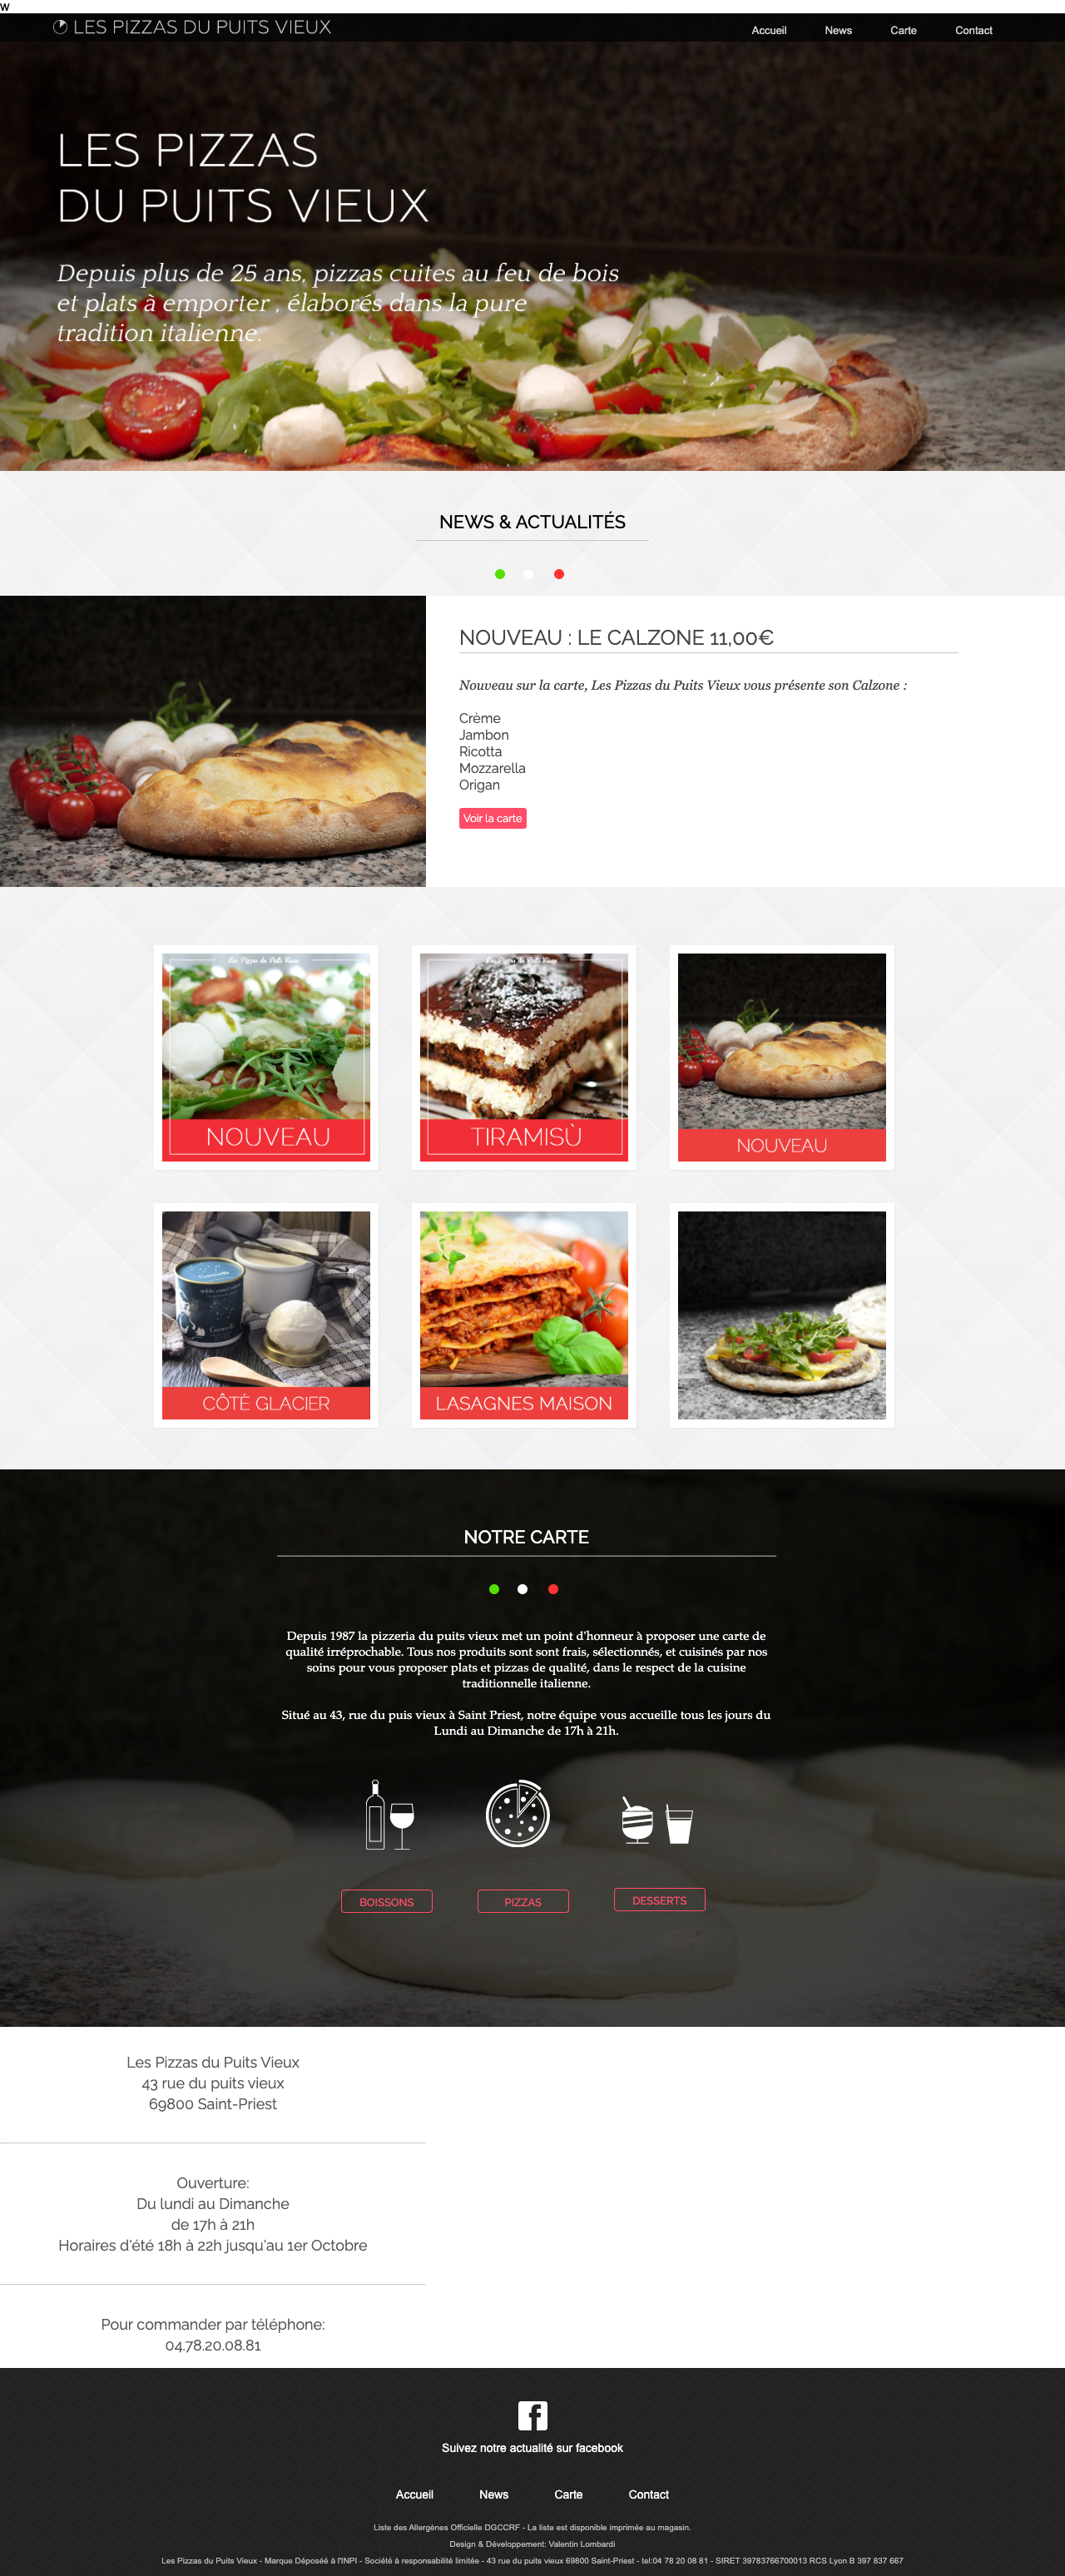 W
LES PIZZAS DU PUITS VIEUX
Accueil News Carte Contact
LES PIZZAS
DU PUITS VIEUX
Depuis plus de 25 ans, pizzas cuites au feu de bois
et plats à emporter , élaborés dans la pure
tradition italienne.
NEWS & ACTUALITÉS
NOUVEAU : LE CALZONE 11,00€
Nouveau sur la carte, Les Pizzas du Puits Vieux vous présente son Calzone :
Crème
Jambon
Ricotta
Mozzarella
Origan
Voir la carte
Les Pizzas du Puits Vieux
NOUVEAU
Les Pizzas du Puits Vieux
TIRAMISÙ
NOUVEAU
CÔTÉ GLACIER
LASAGNES MAISON
NOTRE CARTE
Depuis 1987 la pizzeria du puits vieux met un point d'honneur à proposer une carte de
qualité irréprochable. Tous nos produits sont sont frais, sélectionnés, et cuisinés par nos
soins pour vous proposer plats et pizzas de qualité, dans le respect de la cuisine
traditionnelle italienne.
Situé au 43, rue du puis vieux à Saint Priest, notre équipe vous accueille tous les jours du
Lundi au Dimanche de 17h à 21h.
BOISSONS PIZZAS DESSERTS
Les Pizzas du Puits Vieux
43 rue du puits vieux
69800 Saint-Priest
Ouverture:
Du lundi au Dimanche
de 17h à 21h
Horaires d'été 18h à 22h jusqu'au 1er Octobre
Pour commander par téléphone:
04.78.20.08.81
Suivez notre actualité sur facebook
Accueil News Carte Contact
Liste des Allergènes Officielle DGCCRF - La liste est disponible imprimée au magasin.
Design & Développement: Valentin Lombardi
Les Pizzas du Puits Vieux - Marque Déposéé à l'INPI - Société à responsabilité limitée - 43 rue du puits vieux 69800 Saint-Priest - tel:04 78 20 08 81 - SIRET 39783766700013 RCS Lyon B 397 837 667